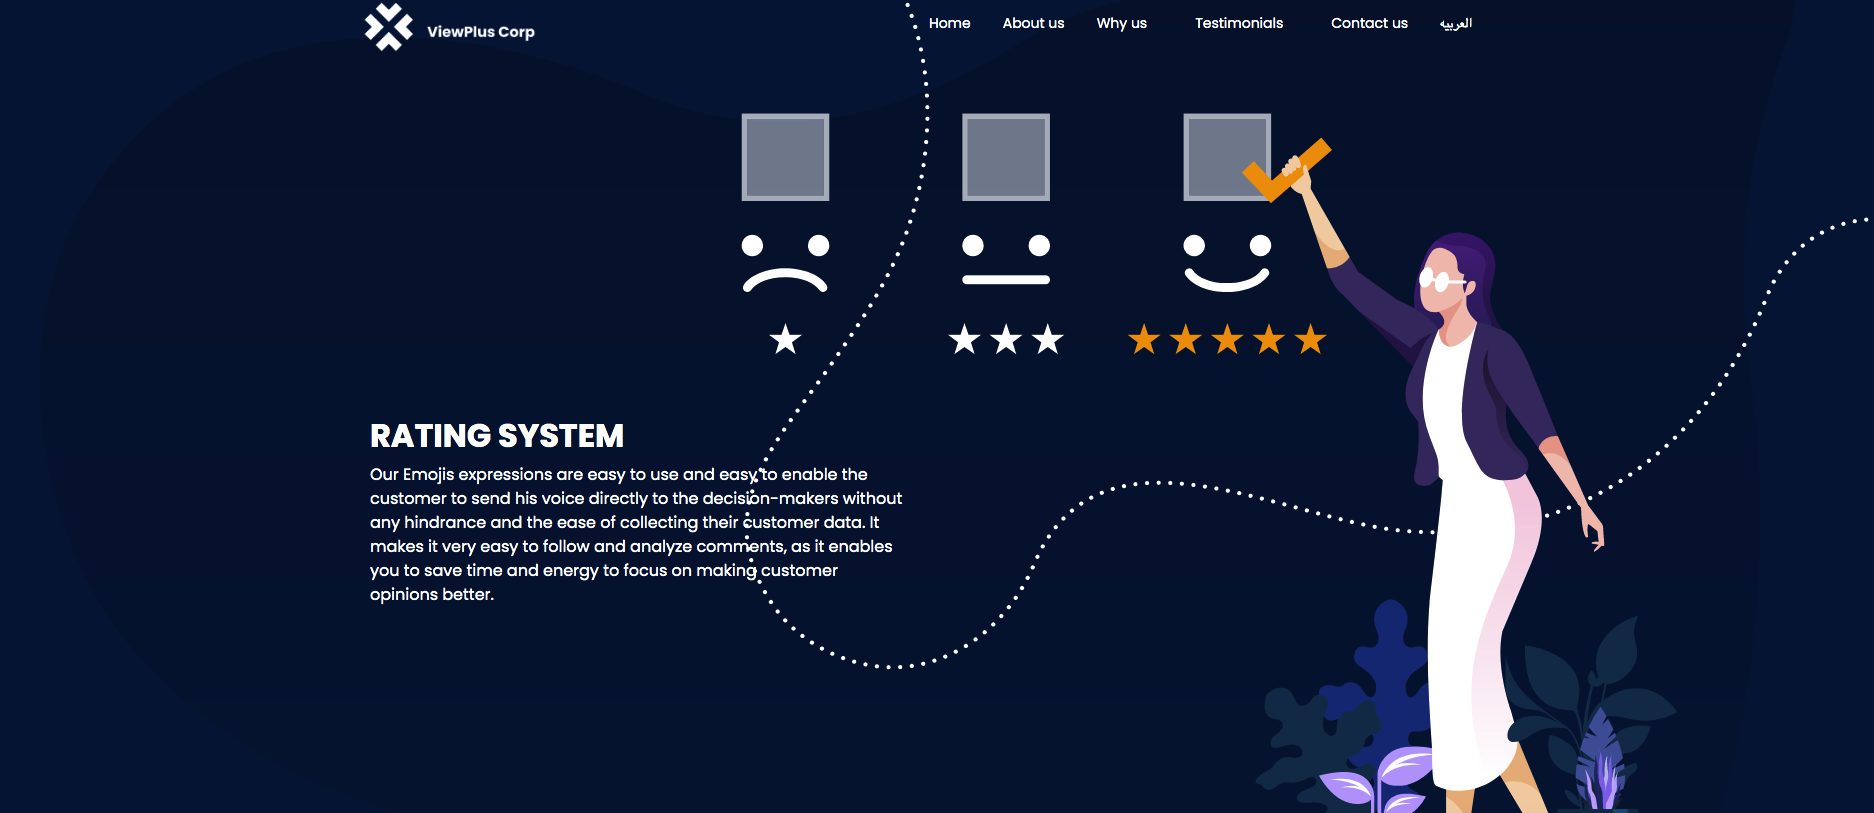 ViewPlus Corp
Home
About us
Why us
Testimonials
Contact us
العربيه
RATING SYSTEM
Our Emojis expressions are easy to use and easy to enable the
customer to send his voice directly to the decision-makers without
any hindrance and the ease of collecting their customer data. It
makes it very easy to follow and analyze comments, as it enables
you to save time and energy to focus on making customer
opinions better.